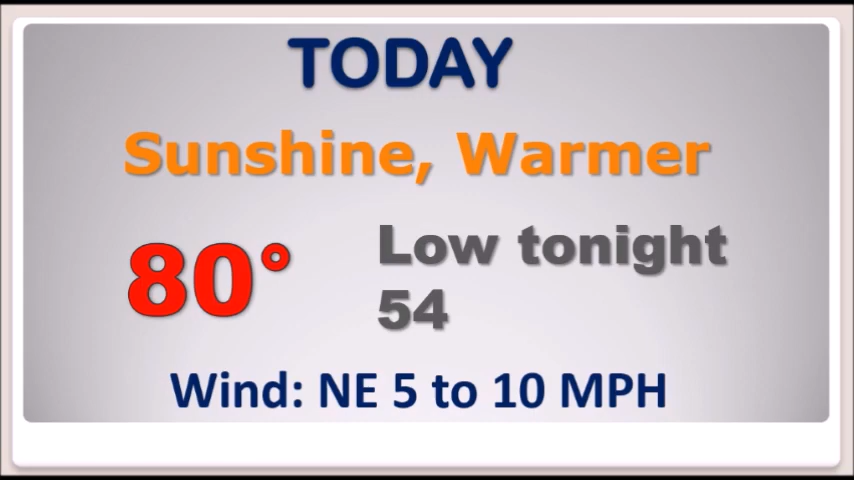 TODAY
Sunshine, Warmer
80°
Low tonight
54
Wind: NE 5 to 10 MPH